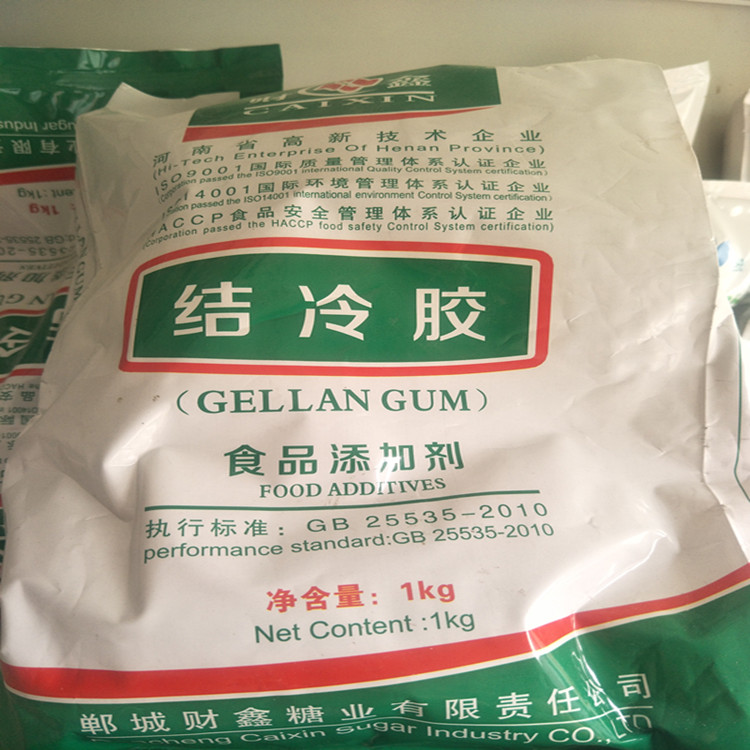 财 鑫
CAIXIN
河南省高新技术企业
(Hi-Tech Enterprise Of Henan Province)
ISO9001国际质量管理体系认证企业
(Corporation passed the ISO9001 international Quality Control System certification)
14001国际环境管理体系认证企业
passed the ISO14001 international environment Control System certification)
HACCP食品安全管理体系认证企业
(Corporation passed the HACCP food safety Control System certification)
结冷胶
(GELLAN GUM)
食品添加剂
FOOD ADDITIVES
执行标准：GB 25535-2010
performance standard:GB 25535-2010
净含量：1kg
Net Content :1kg
郸城财鑫糖业有限责任公司
Caixin Sugar Industry CO.,LTD